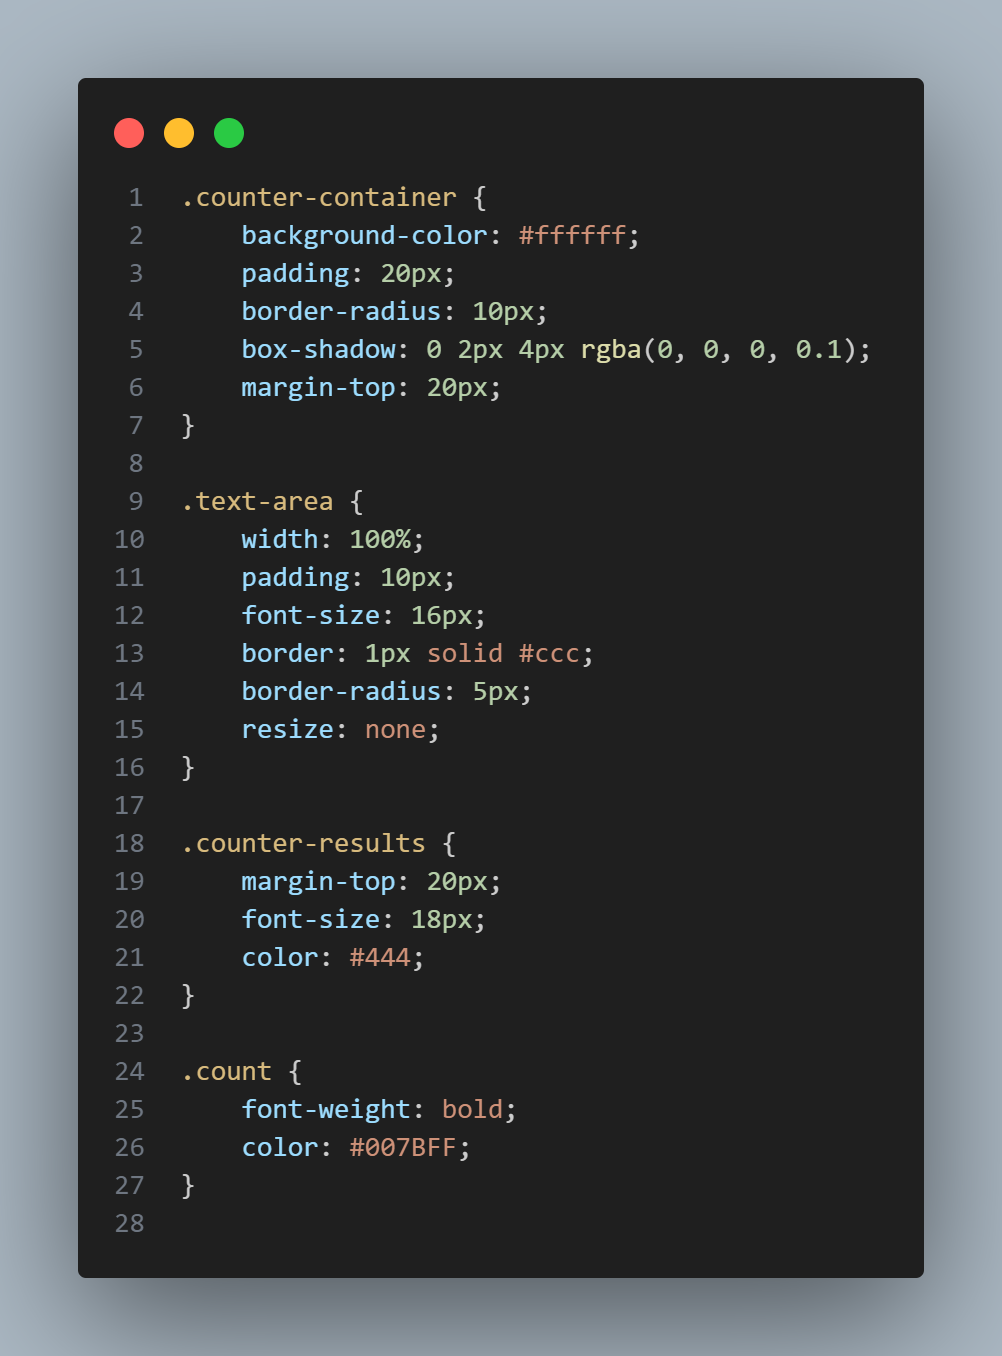 1 .counter-container {
2     background-color: #ffffff;
3     padding: 20px;
4     border-radius: 10px;
5     box-shadow: 0 2px 4px rgba(0, 0, 0, 0.1);
6     margin-top: 20px;
7 }
8
9 .text-area {
10     width: 100%;
11     padding: 10px;
12     font-size: 16px;
13     border: 1px solid #ccc;
14     border-radius: 5px;
15     resize: none;
16 }
17
18 .counter-results {
19     margin-top: 20px;
20     font-size: 18px;
21     color: #444;
22 }
23
24 .count {
25     font-weight: bold;
26     color: #007BFF;
27 }
28